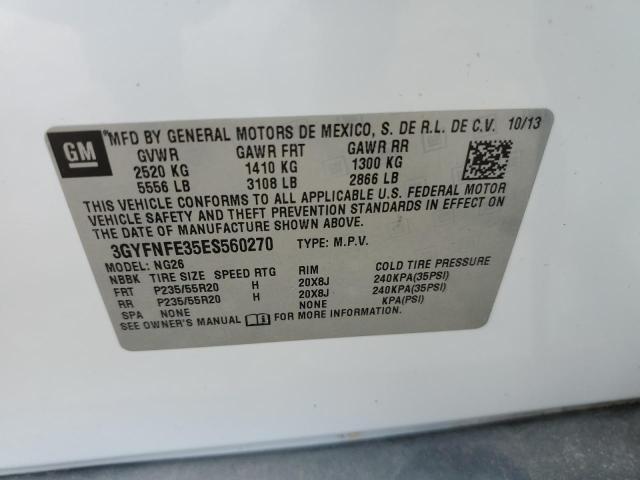 GM
*MFD BY GENERAL MOTORS DE MEXICO, S. DE R.L. DE C.V. 10/13
GVWR GAWR FRT GAWR RR
2520 KG 1410 KG 1300 KG
5556 LB 3108 LB 2866 LB
THIS VEHICLE CONFORMS TO ALL APPLICABLE U.S. FEDERAL MOTOR
VEHICLE SAFETY AND THEFT PREVENTION STANDARDS IN EFFECT ON
THE DATE OF MANUFACTURE SHOWN ABOVE.
3GYFNFE35ES560270 TYPE: M.P.V.
MODEL: NG26
NBBK TIRE SIZE SPEED RTG RIM COLD TIRE PRESSURE
FRT P235/55R20 H 20X8J 240KPA(35PSI)
RR P235/55R20 H 20X8J 240KPA(35PSI)
SPA NONE NONE KPA(PSI)
SEE OWNER'S MANUAL FOR MORE INFORMATION.